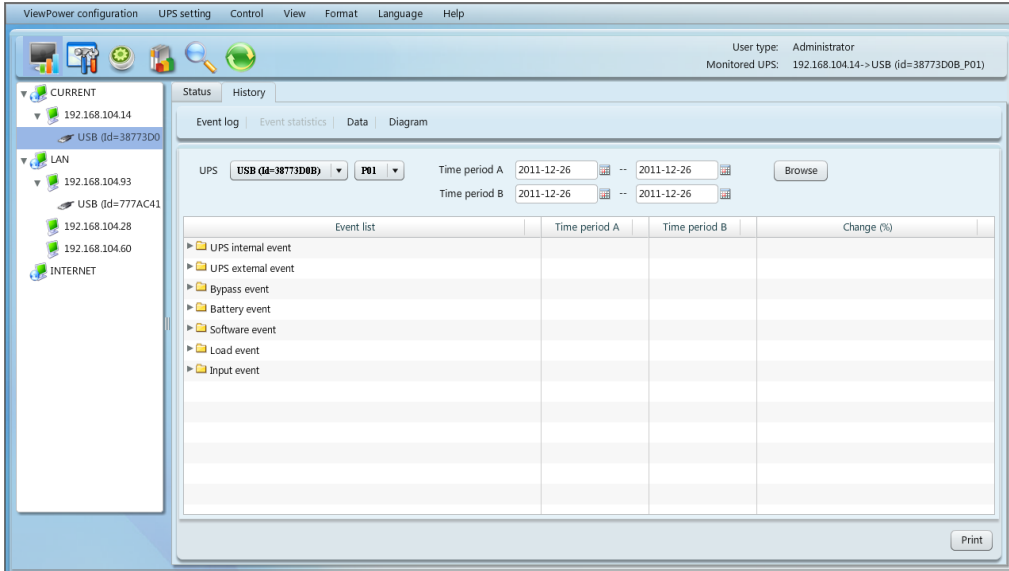 ViewPower configuration UPS setting Control View Format Language Help
User type: Administrator
Monitored UPS: 192.168.104.14->USB (id=38773D0B_P01)
CURRENT
192.168.104.14
USB (Id=38773D0
LAN
192.168.104.93
USB (Id=777AC41
192.168.104.28
192.168.104.60
INTERNET
Status History
Event log Event statistics Data Diagram
UPS USB (Id=38773D0B) P01 Time period A 2011-12-26 -- 2011-12-26 Browse
Time period B 2011-12-26 -- 2011-12-26
Event list Time period A Time period B Change (%)
UPS internal event
UPS external event
Bypass event
Battery event
Software event
Load event
Input event
Print